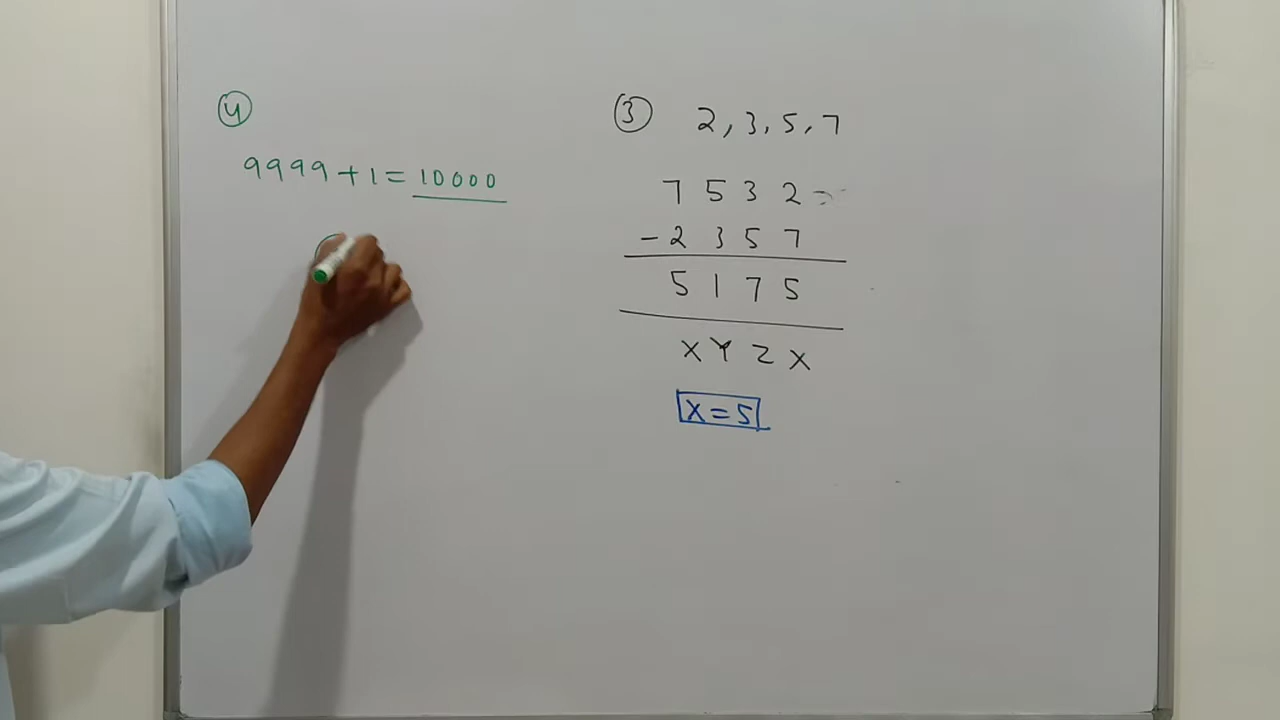 4
9999 + 1 = 10000
3 2, 3, 5, 7
7 5 3 2 =
- 2 3 5 7
5 1 7 5
X Y Z X
X = 5